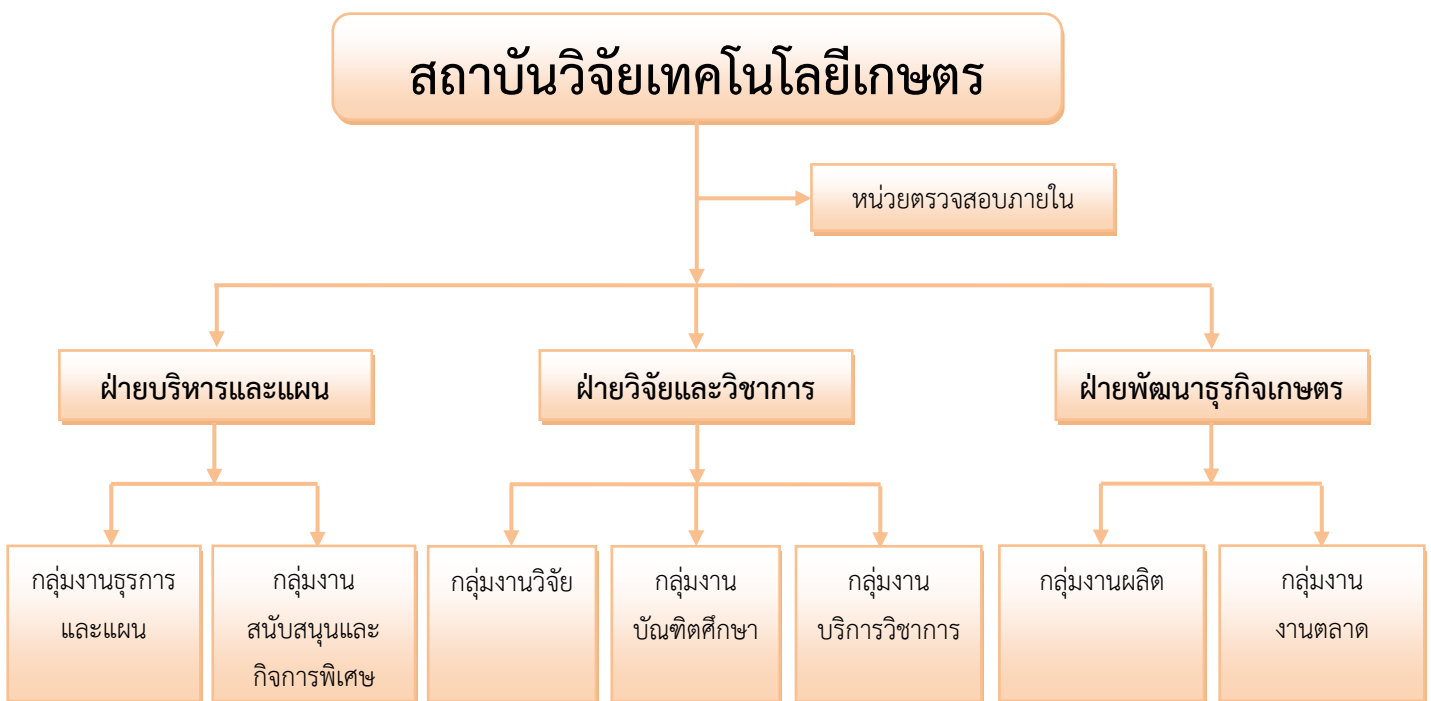 สถาบันวิจัยเทคโนโลยีเกษตร
หน่วยตรวจสอบภายใน
ฝ่ายบริหารและแผน
ฝ่ายวิจัยและวิชาการ
ฝ่ายพัฒนาธุรกิจเกษตร
กลุ่มงานธุรการ
และแผน
กลุ่มงาน
สนับสนุนและ
กิจการพิเศษ
กลุ่มงานวิจัย
กลุ่มงาน
บัณฑิตศึกษา
กลุ่มงาน
บริการวิชาการ
กลุ่มงานผลิต
กลุ่มงาน
งานตลาด